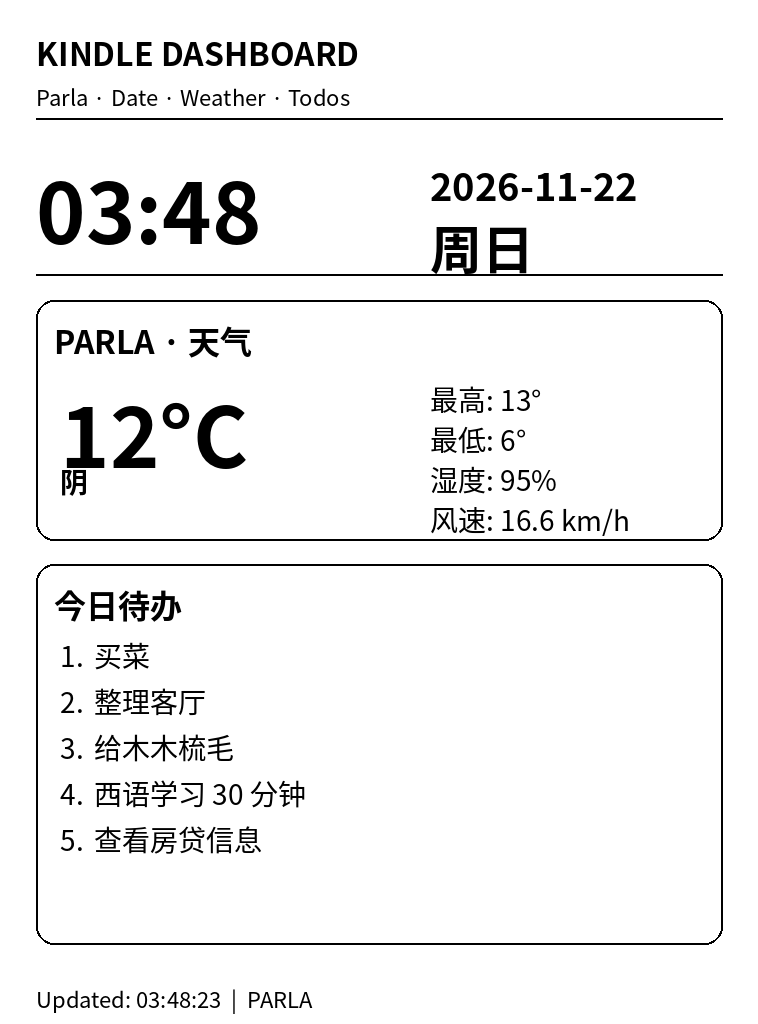 KINDLE DASHBOARD
Parla · Date · Weather · Todos
03:48
2026-11-22
周日
PARLA · 天气
12°C
阴
最高: 13°
最低: 6°
湿度: 95%
风速: 16.6 km/h
今日待办
1. 买菜
2. 整理客厅
3. 给木木梳毛
4. 西语学习 30 分钟
5. 查看房贷信息
Updated: 03:48:23 | PARLA